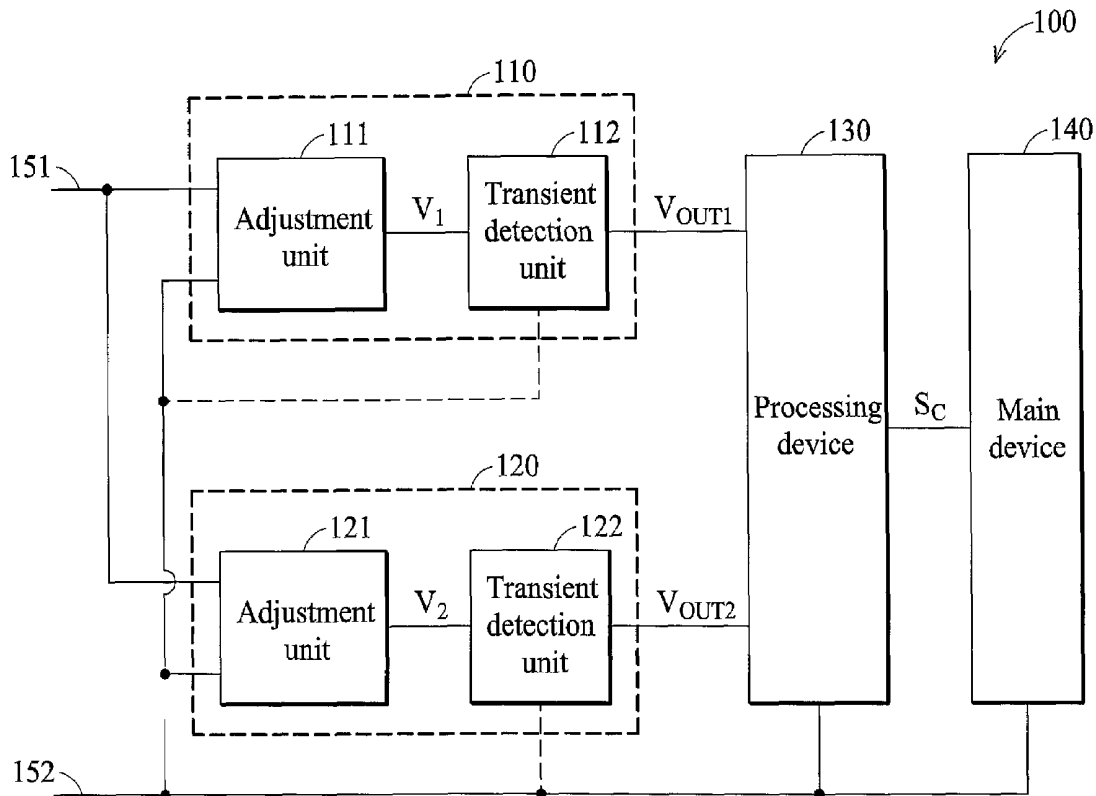 100
110
111
112
130
140
151
Adjustment
unit
V1
Transient
detection
unit
VOUT1
Processing
device
SC
Main
device
120
121
122
Adjustment
unit
V2
Transient
detection
unit
VOUT2
152